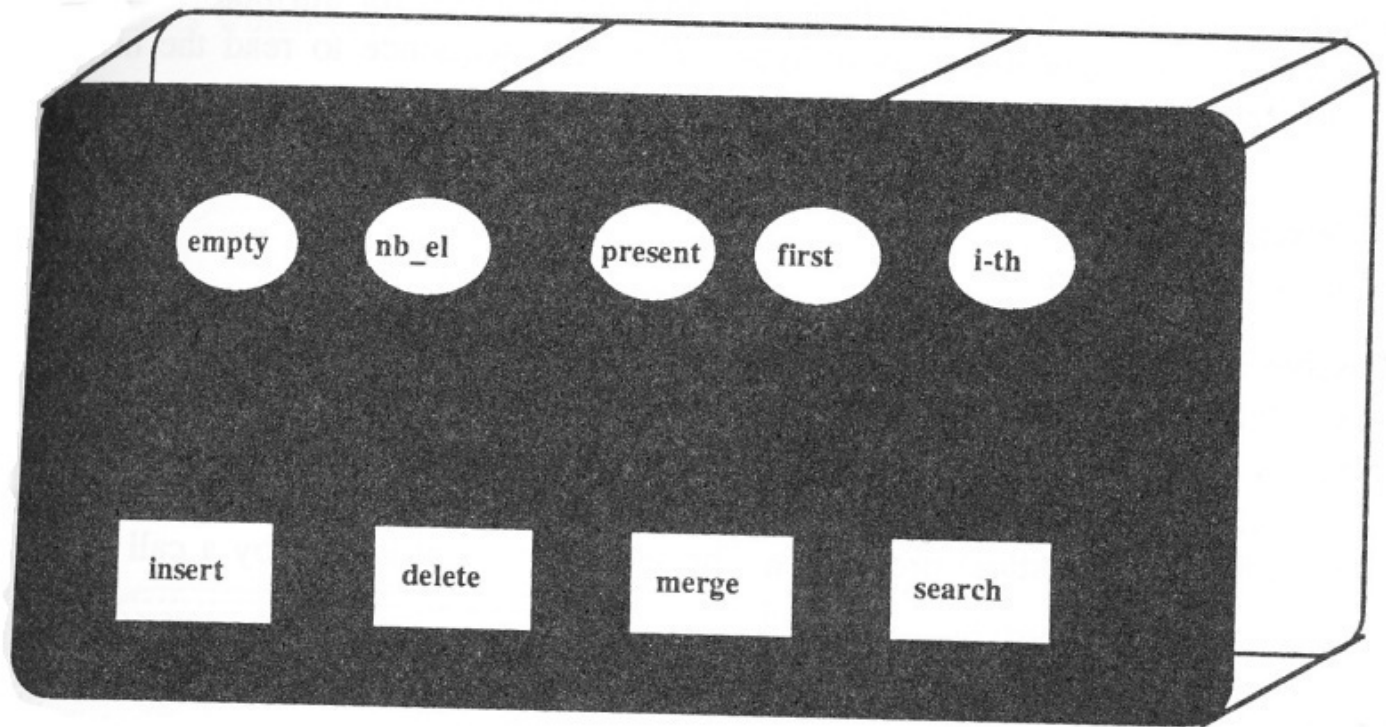 empty
nb_el
present
first
i-th
insert
delete
merge
search